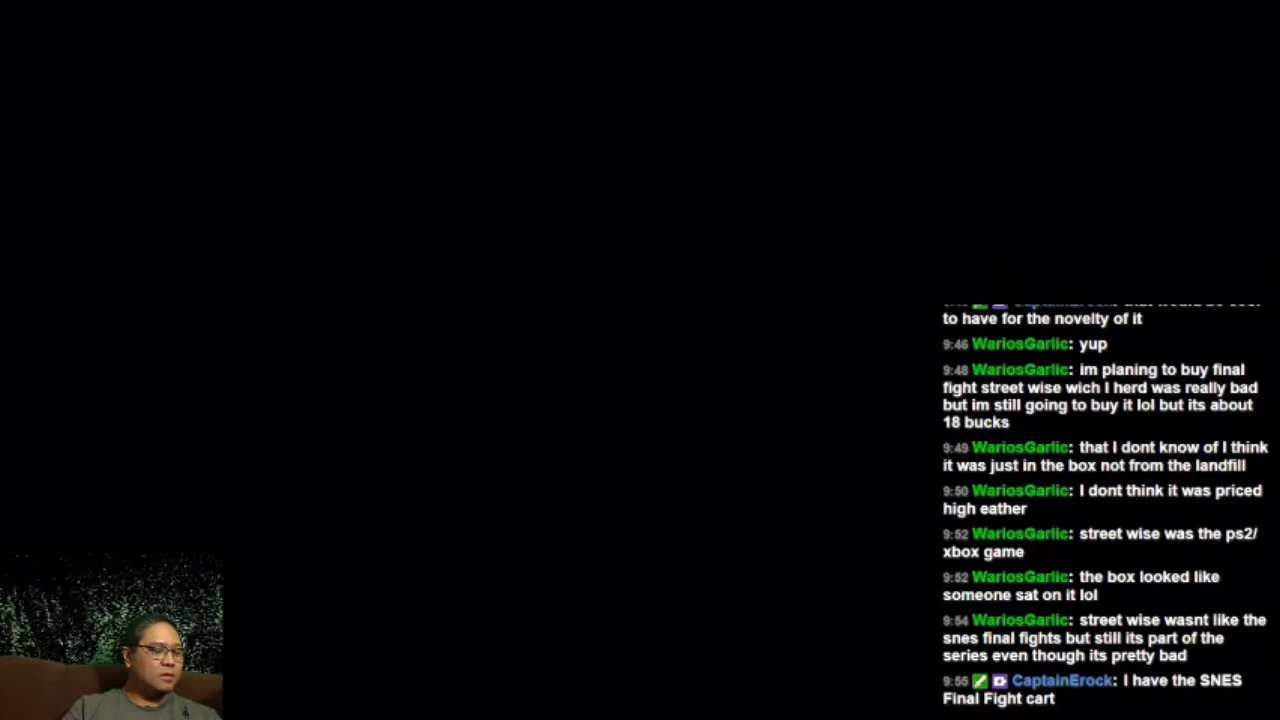 to have for the novelty of it
9:46 WariosGarlic: yup
9:48 WariosGarlic: im planing to buy final
fight street wise wich I herd was really bad
but im still going to buy it lol but its about
18 bucks
9:49 WariosGarlic: that I dont know of I think
it was just in the box not from the landfill
9:50 WariosGarlic: I dont think it was priced
high eather
9:52 WariosGarlic: street wise was the ps2/
xbox game
9:52 WariosGarlic: the box looked like
someone sat on it lol
9:54 WariosGarlic: street wise wasnt like the
snes final fights but still its part of the
series even though its pretty bad
9:55 CaptainErock: I have the SNES
Final Fight cart